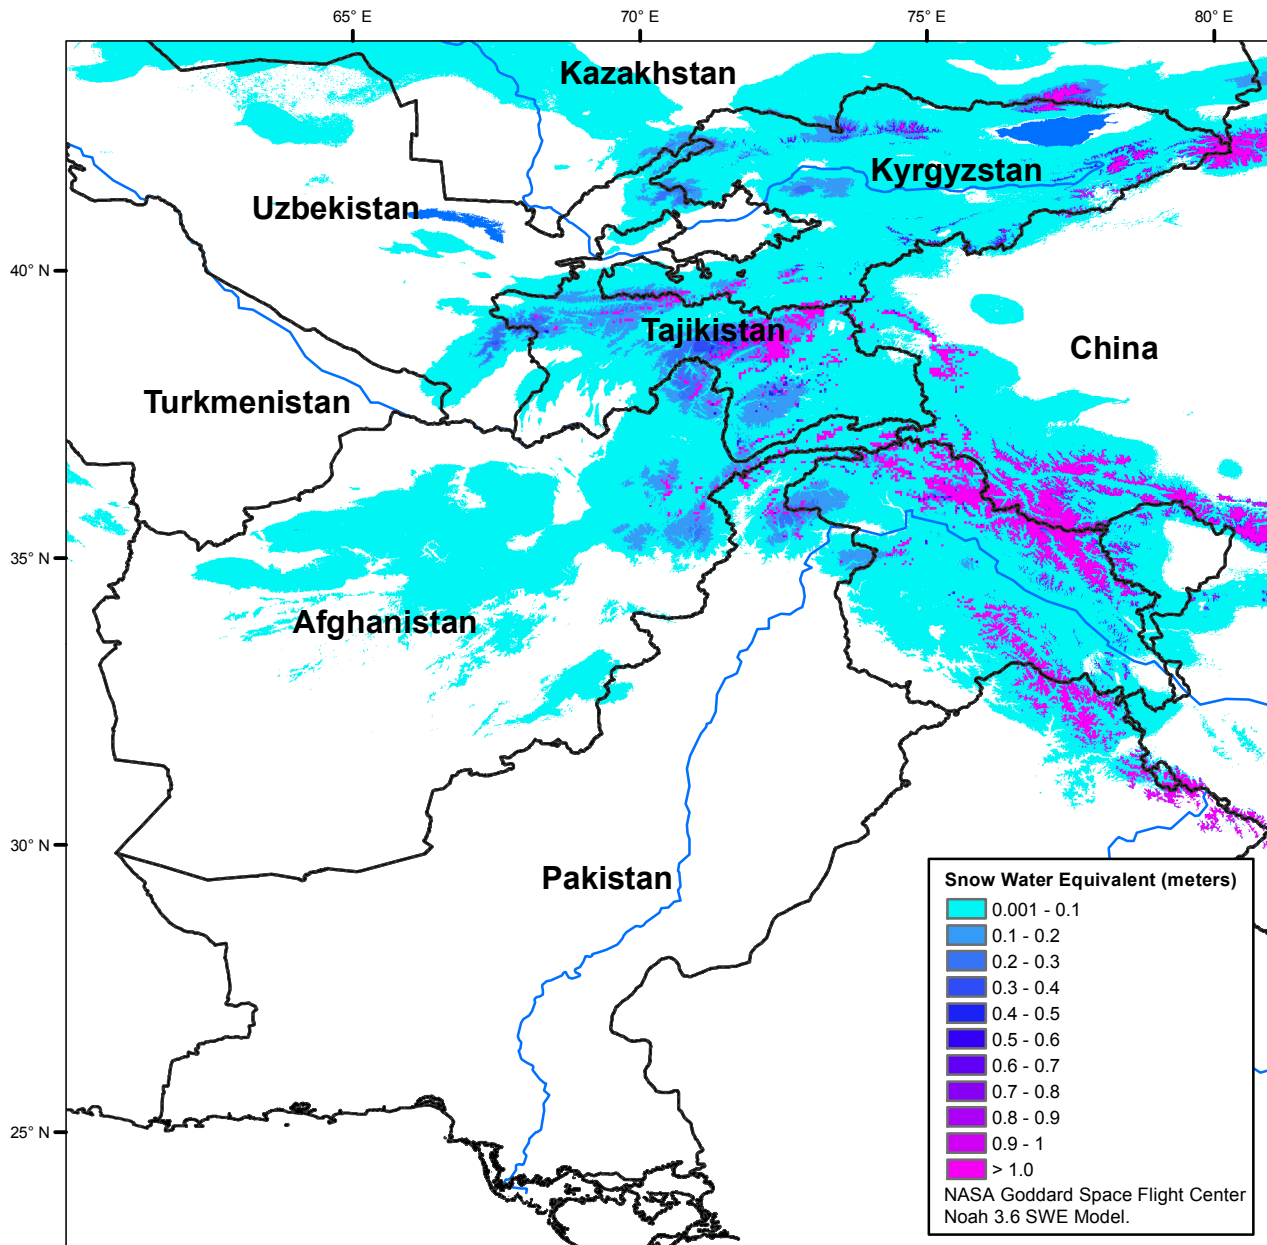 65° E
70° E
75° E
80° E
Kazakhstan
Kyrgyzstan
Uzbekistan
40° N
Tajikistan
China
Turkmenistan
35° N
Afghanistan
30° N
Pakistan
25° N
Snow Water Equivalent (meters)
0.001 - 0.1
0.1 - 0.2
0.2 - 0.3
0.3 - 0.4
0.4 - 0.5
0.5 - 0.6
0.6 - 0.7
0.7 - 0.8
0.8 - 0.9
0.9 - 1
> 1.0
NASA Goddard Space Flight Center
Noah 3.6 SWE Model.